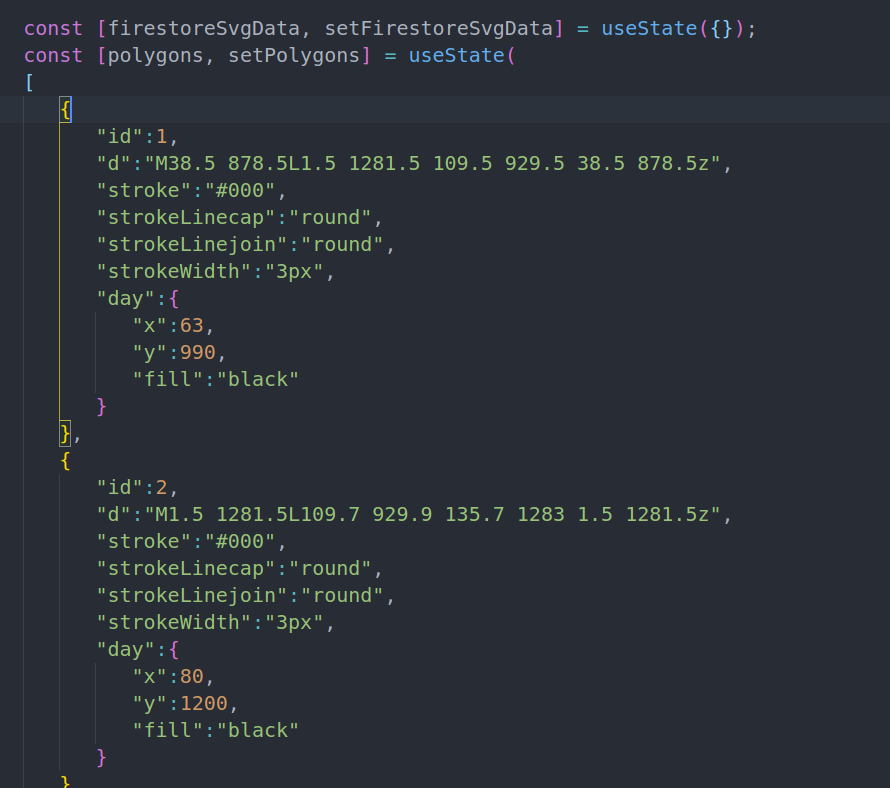 const [firestoreSvgData, setFirestoreSvgData] = useState({});
const [polygons, setPolygons] = useState(
[
{
"id":1,
"d":"M38.5 878.5L1.5 1281.5 109.5 929.5 38.5 878.5z",
"stroke":"#000",
"strokeLinecap":"round",
"strokeLinejoin":"round",
"strokeWidth":"3px",
"day":{
"x":63,
"y":990,
"fill":"black"
}
},
{
"id":2,
"d":"M1.5 1281.5L109.7 929.9 135.7 1283 1.5 1281.5z",
"stroke":"#000",
"strokeLinecap":"round",
"strokeLinejoin":"round",
"strokeWidth":"3px",
"day":{
"x":80,
"y":1200,
"fill":"black"
}
}